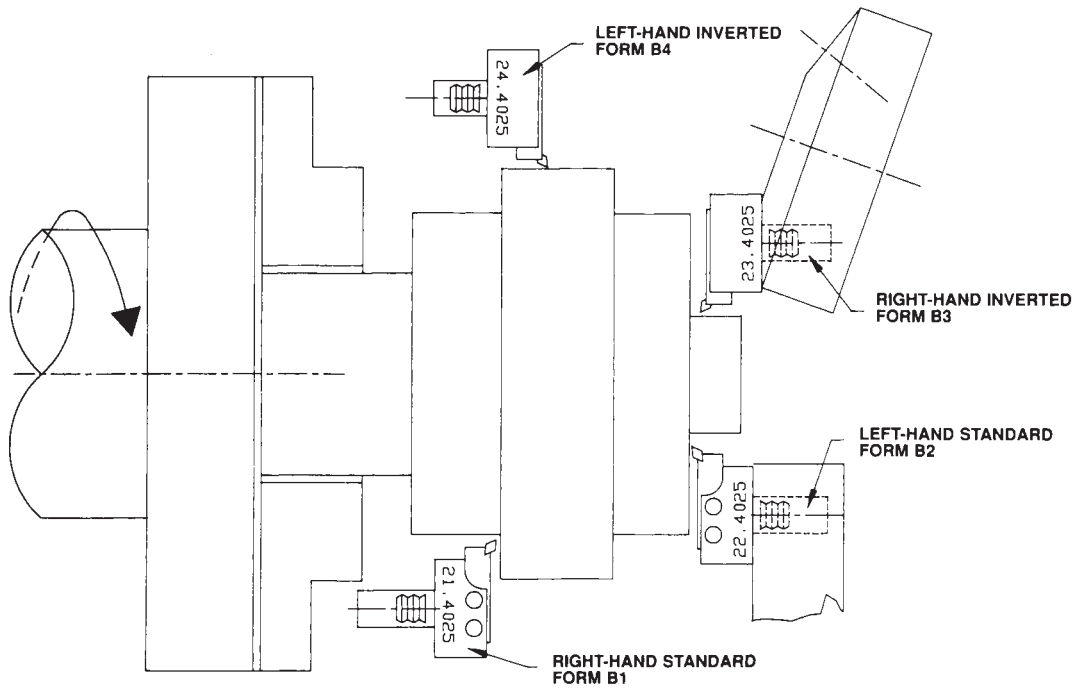 LEFT-HAND INVERTED
FORM B4
24.4025
23.4025
RIGHT-HAND INVERTED
FORM B3
LEFT-HAND STANDARD
FORM B2
22.4025
21.4025
RIGHT-HAND STANDARD
FORM B1